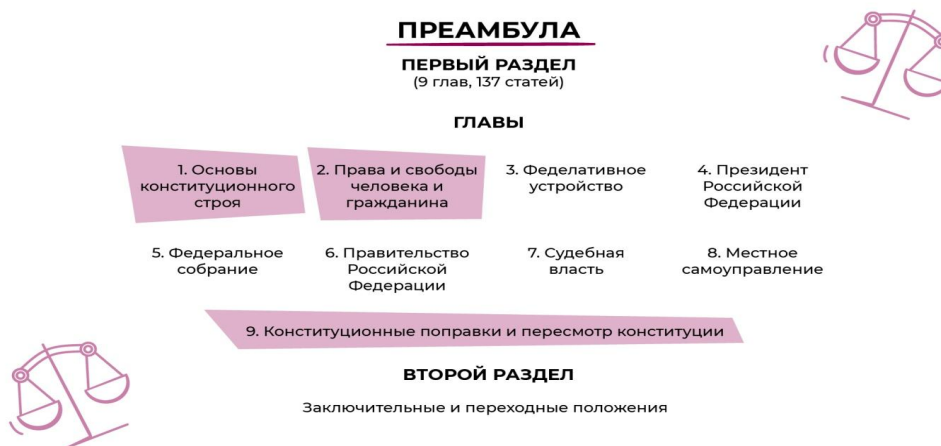 ПРЕАМБУЛА
ПЕРВЫЙ РАЗДЕЛ
(9 глав, 137 статей)
ГЛАВЫ
1. Основы
конституционного
строя
2. Права и свободы
человека и
гражданина
3. Феделативное
устройство
4. Президент
Российской
Федерации
5. Федеральное
собрание
6. Правительство
Российской
Федерации
7. Судебная
власть
8. Местное
самоуправление
9. Конституционные поправки и пересмотр конституции
ВТОРОЙ РАЗДЕЛ
Заключительные и переходные положения